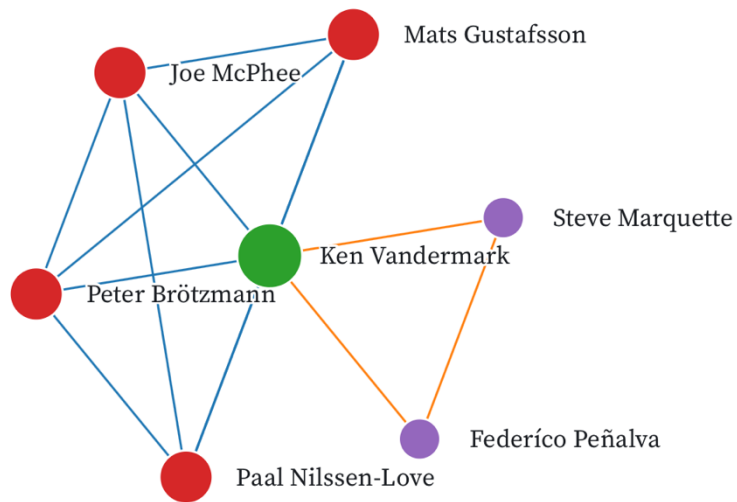 Mats Gustafsson
Joe McPhee
Steve Marquette
Ken Vandermark
Peter Brötzmann
Federíco Peñalva
Paal Nilssen-Love